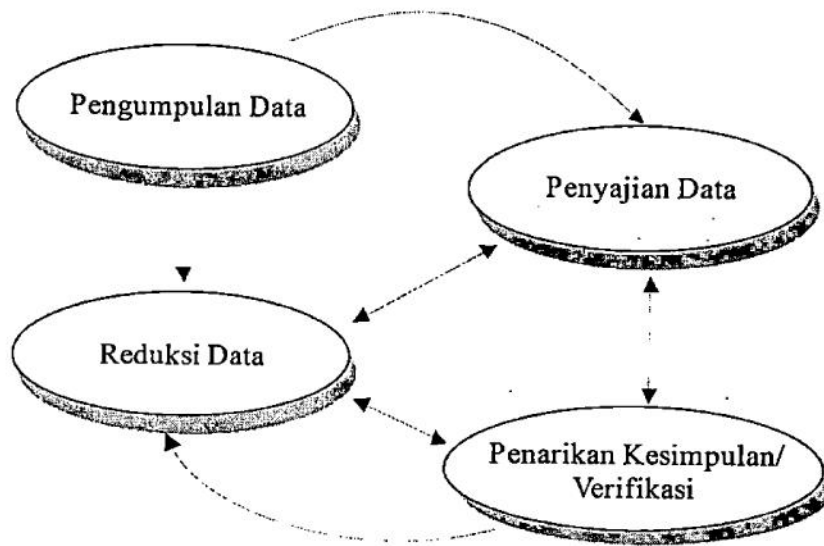 Pengumpulan Data
Penyajian Data
Reduksi Data
Penarikan Kesimpulan/
Verifikasi